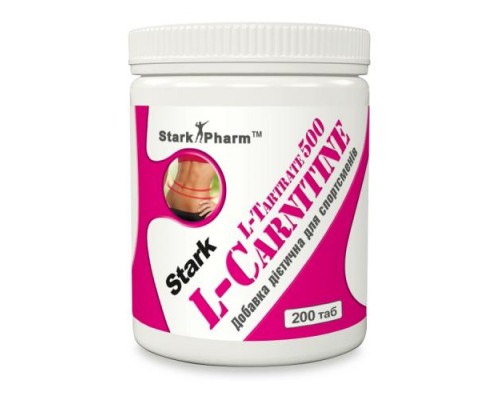 Stark Pharm™
L-TARTRATE 500
Stark L-CARNITINE
Добавка дієтична для спортсменів
200 таб